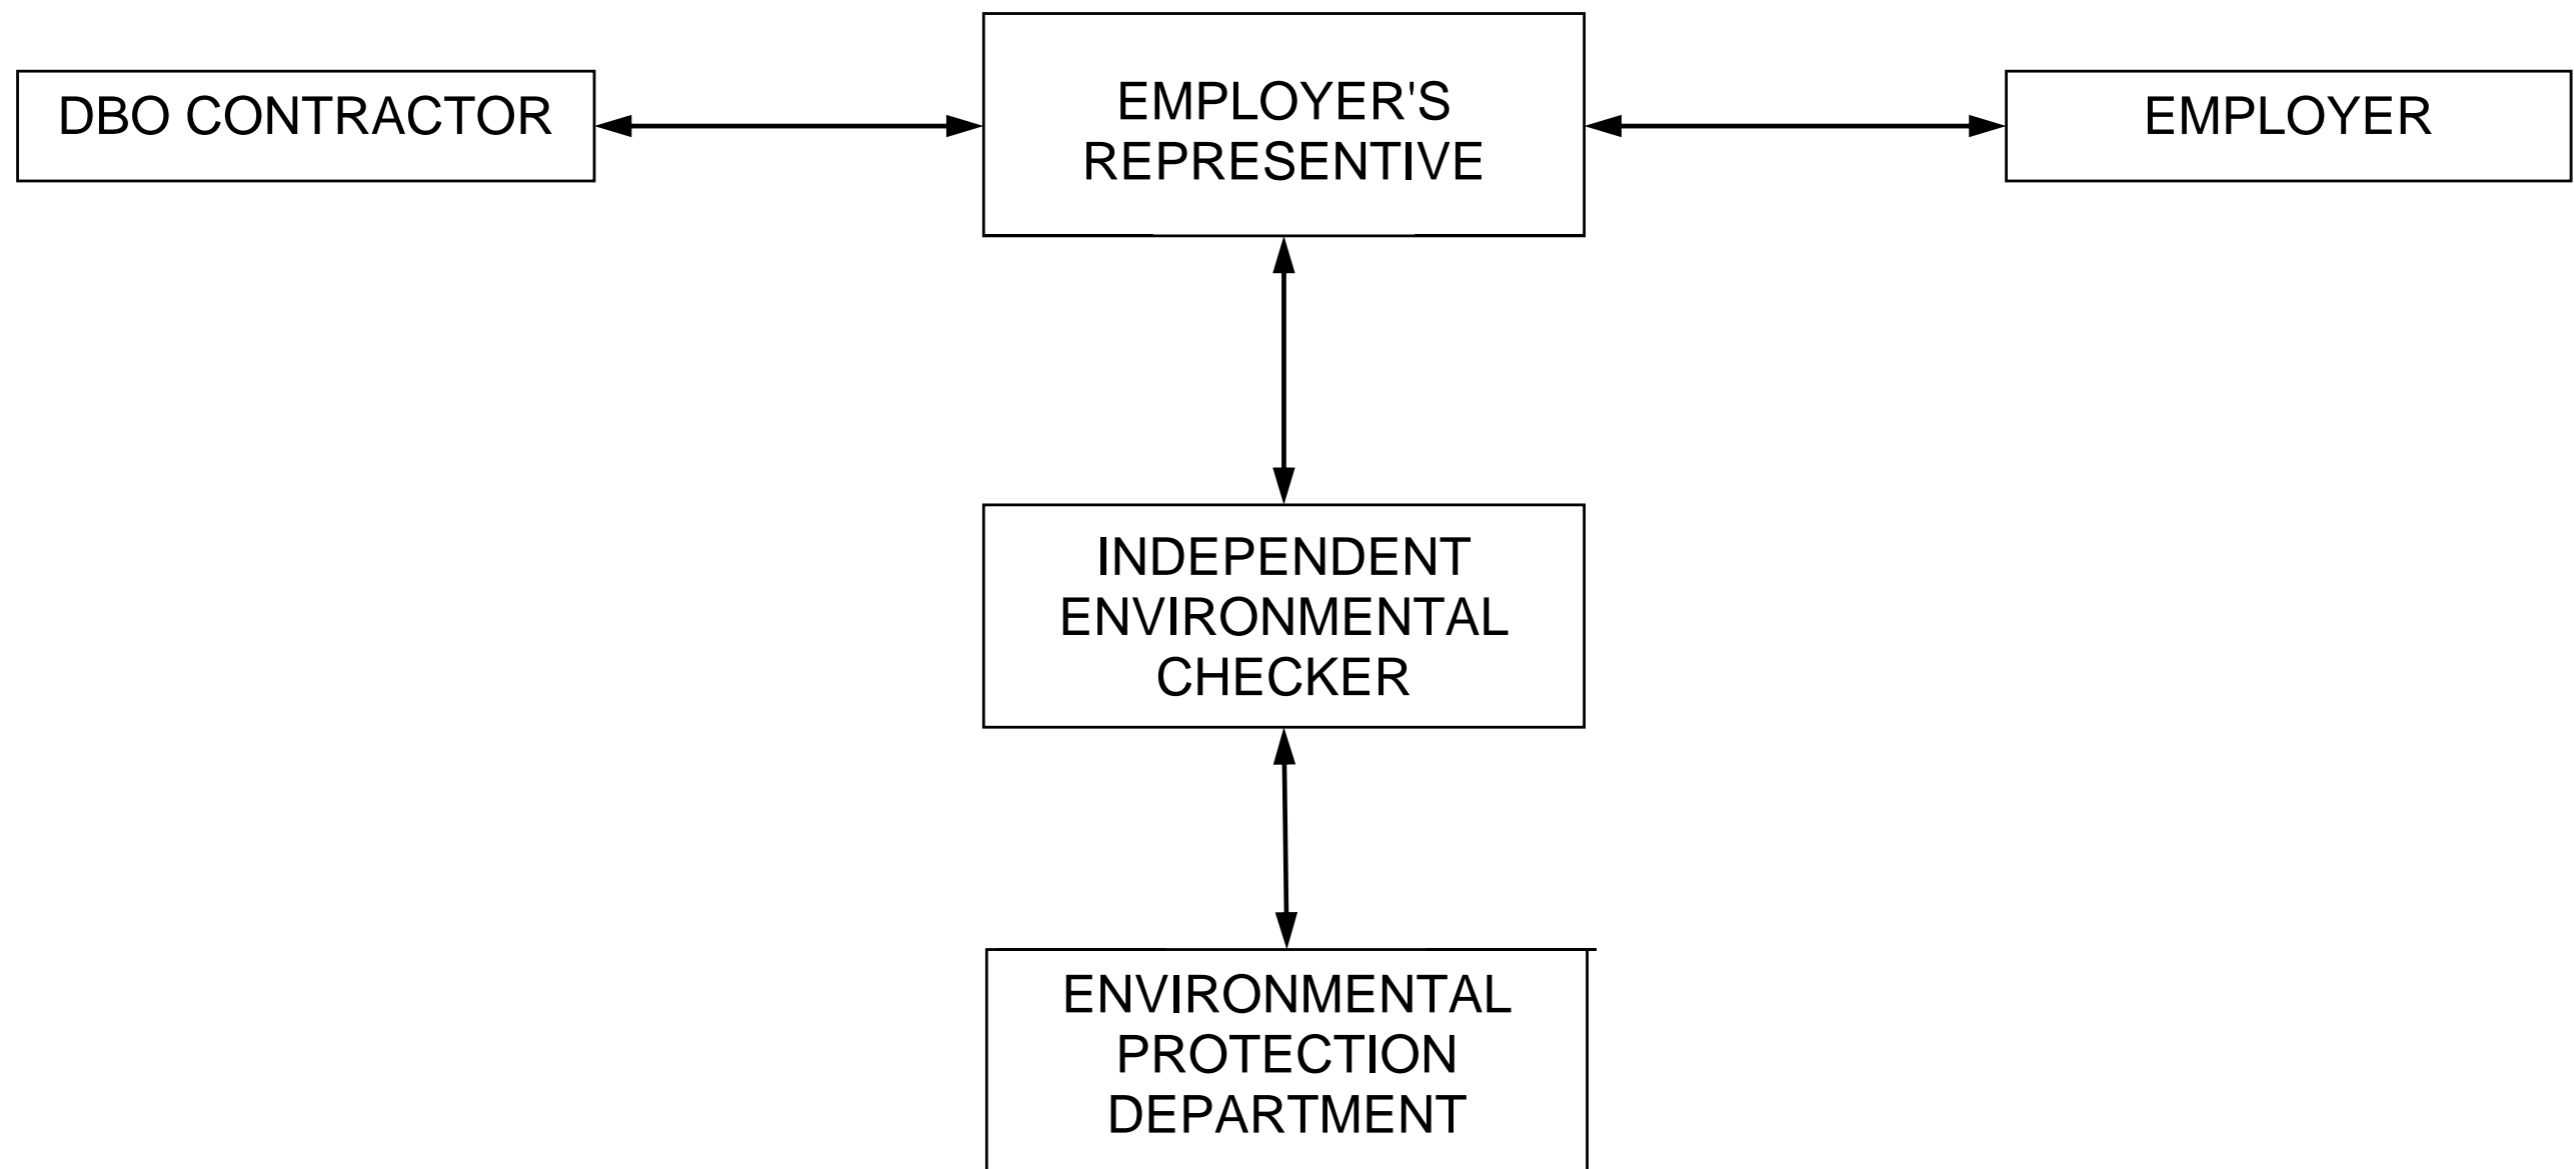 DBO CONTRACTOR
EMPLOYER'S
REPRESENTIVE
EMPLOYER
INDEPENDENT
ENVIRONMENTAL
CHECKER
ENVIRONMENTAL
PROTECTION
DEPARTMENT